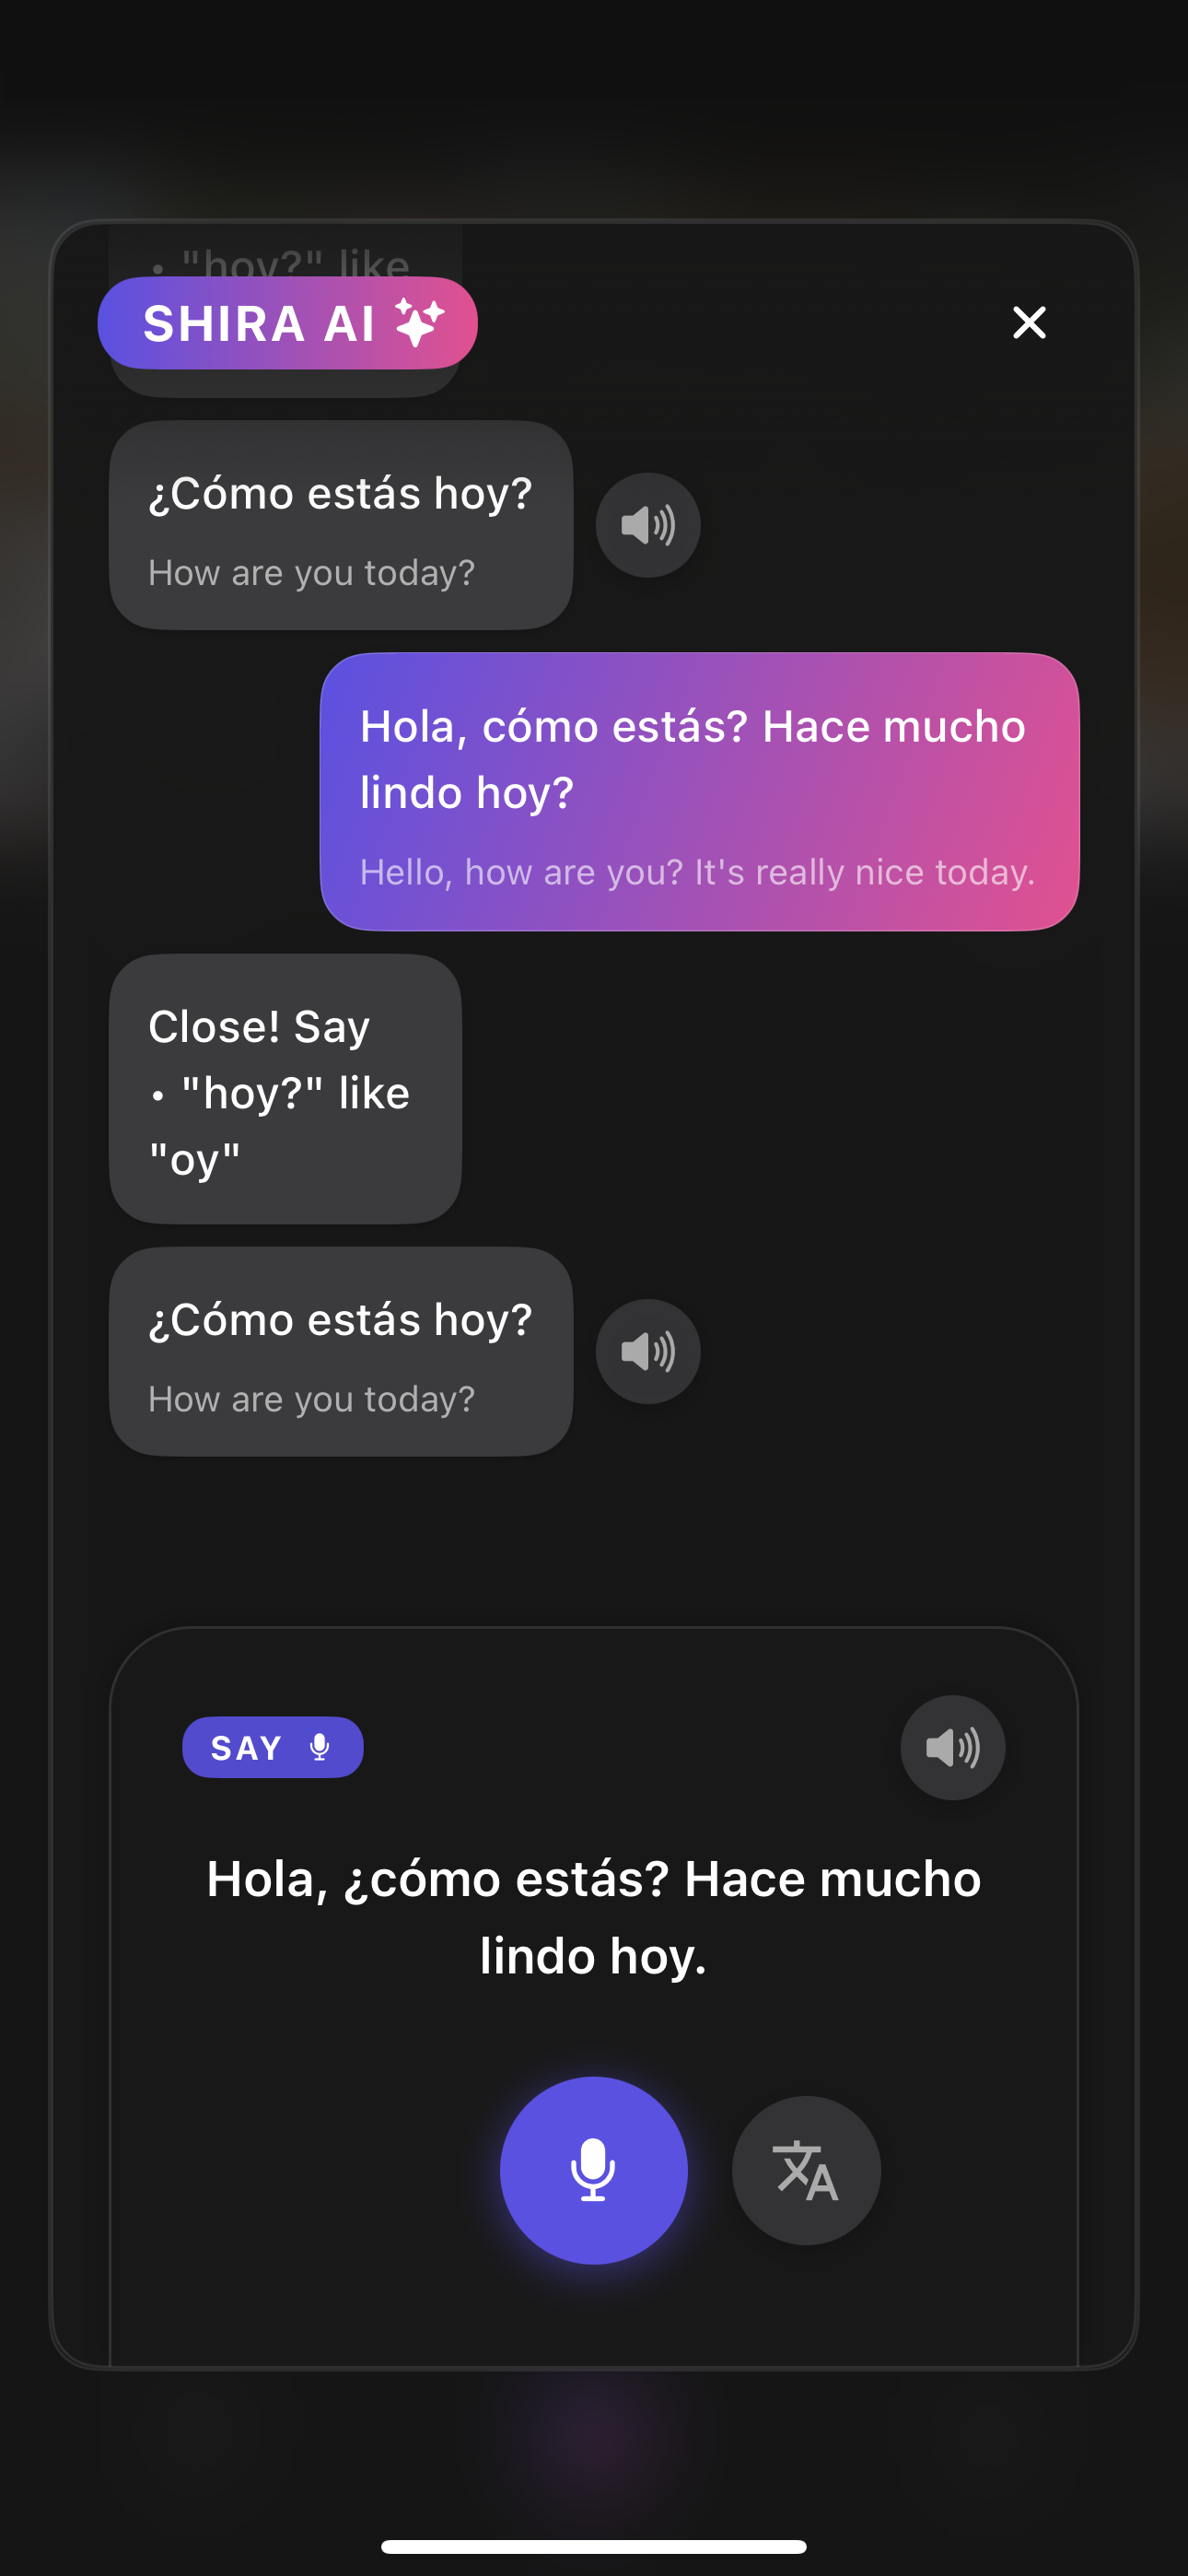 • "hoy?" like
SHIRA AI
¿Cómo estás hoy?
How are you today?
Hola, cómo estás? Hace mucho
lindo hoy?
Hello, how are you? It's really nice today.
Close! Say
• "hoy?" like
"oy"
¿Cómo estás hoy?
How are you today?
SAY
Hola, ¿cómo estás? Hace mucho
lindo hoy.